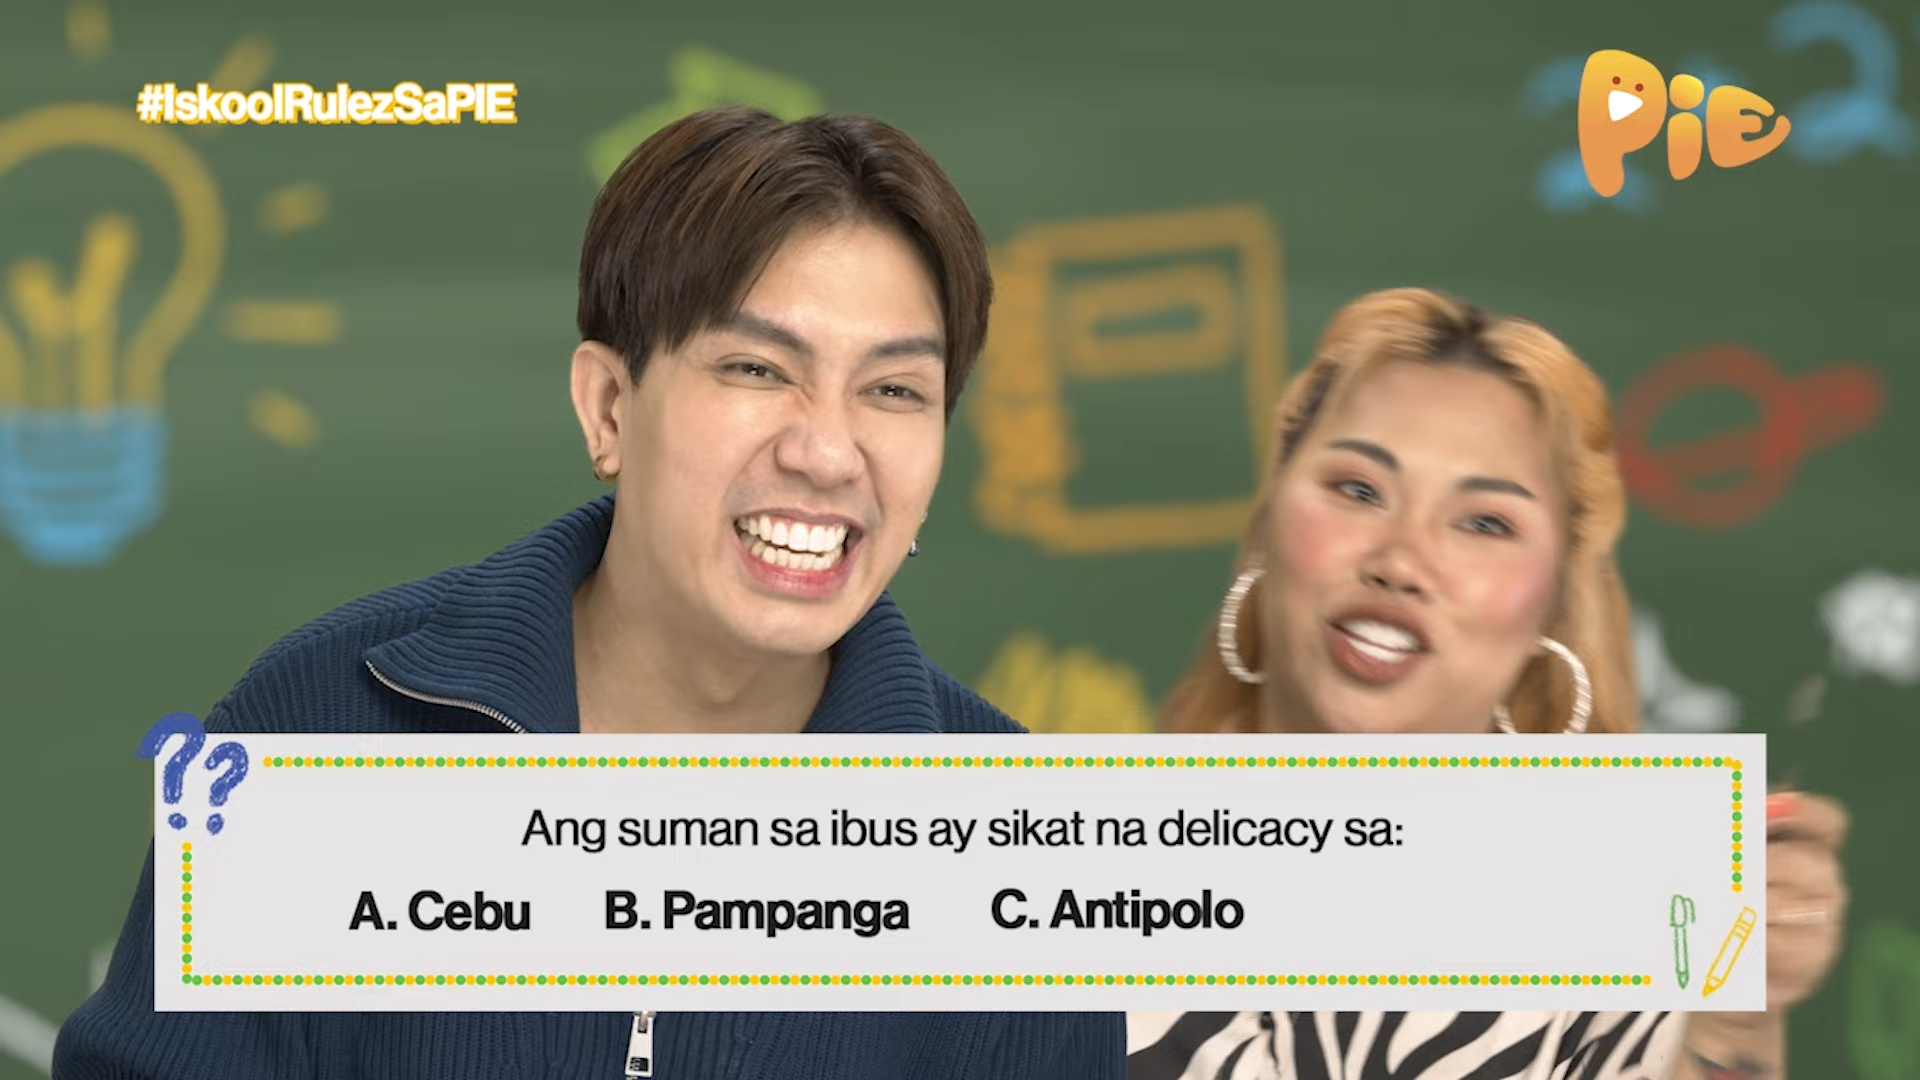 #IskoolRulezSaPIE
PiE
??
Ang suman sa ibus ay sikat na delicacy sa:
A. Cebu B. Pampanga C. Antipolo